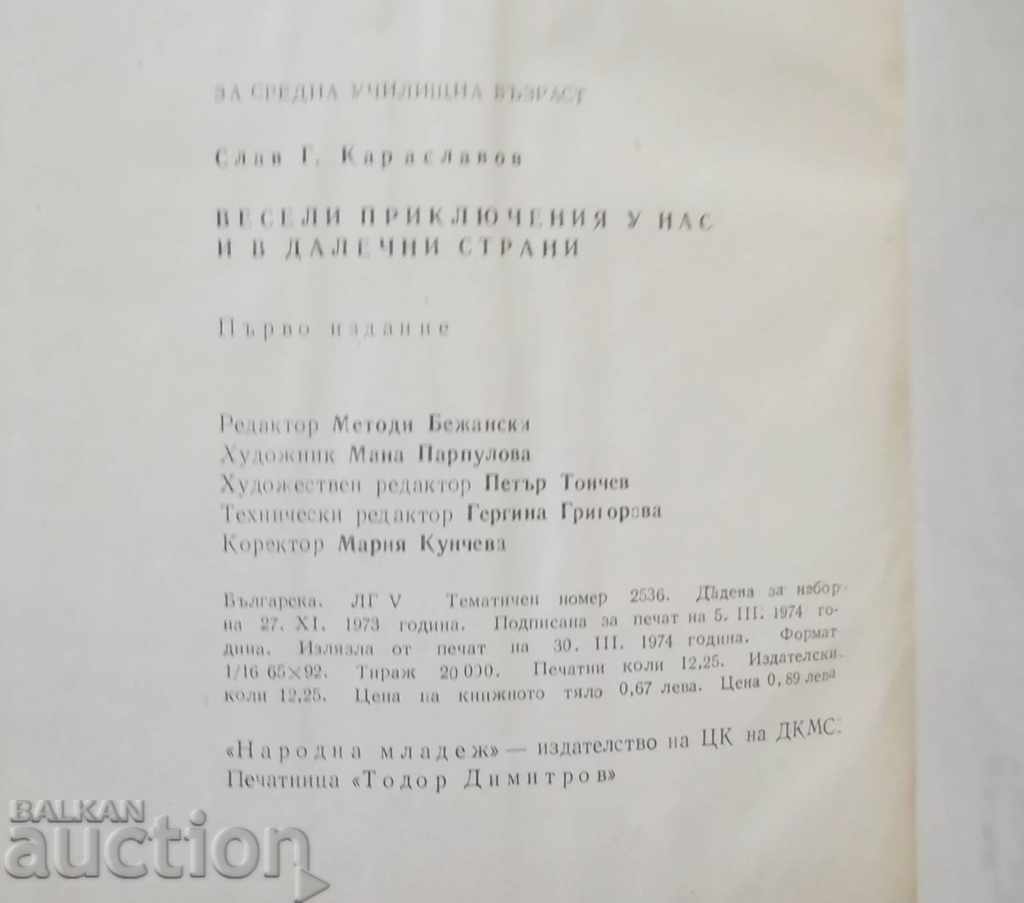 ЗА СРЕДНА УЧИЛИЩНА ВЪЗРАСТ
Слав Г. Караславов
ВЕСЕЛИ ПРИКЛЮЧЕНИЯ У НАС
И В ДАЛЕЧНИ СТРАНИ
Първо издание
Редактор Методи Бежански
Художник Мана Парпулова
Художествен редактор Петър Тончев
Технически редактор Гергина Григорова
Коректор Мария Кунчева
Българска. ЛГ V Тематичен номер 2536. Дадена за набор
на 27. XI. 1973 година. Подписана за печат на 5. III. 1974 го-
дина. Излязла от печат на 30. III. 1974 година. Формат
1/16 65×92. Тираж 20 000. Печатни коли 12,25. Издателски
коли 12,25. Цена на книжното тяло 0,67 лева. Цена 0,89 лева
«Народна младеж» — издателство на ЦК на ДКМС.
Печатница «Тодор Димитров»
BALKAN
auction